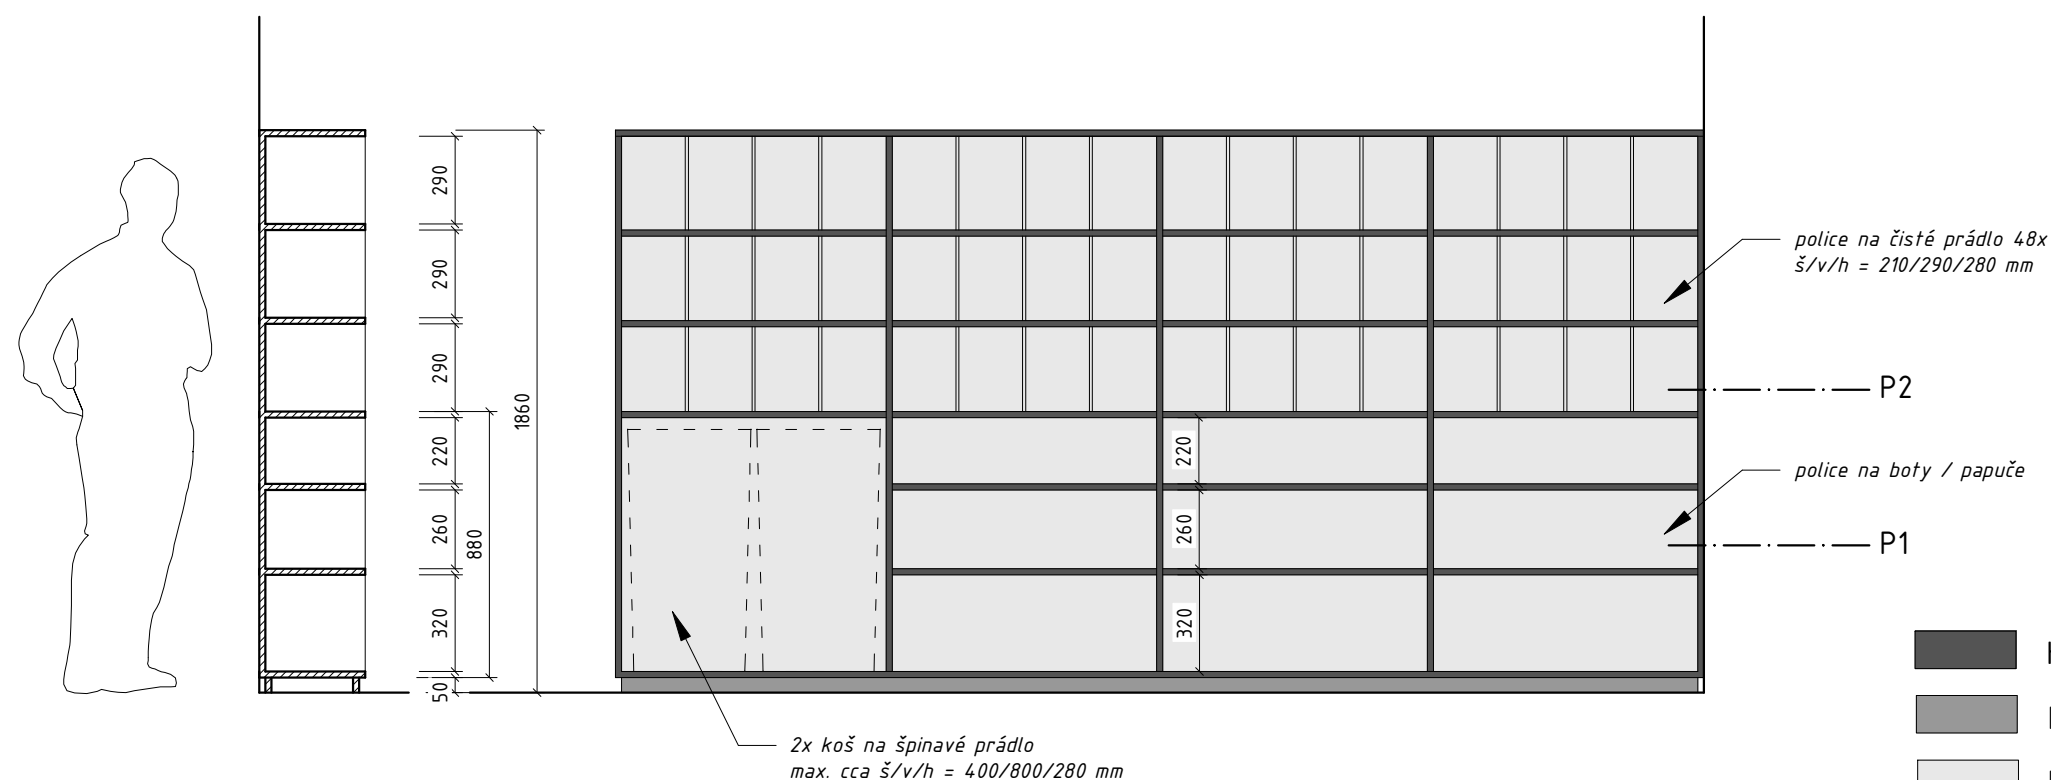 290
290
290
220
260
320
50
880
1860
220
260
320
police na čisté prádlo 48x
š/v/h = 210/290/280 mm
P2
police na boty / papuče
P1
2x koš na špinavé prádlo
max. cca š/v/h = 400/800/280 mm